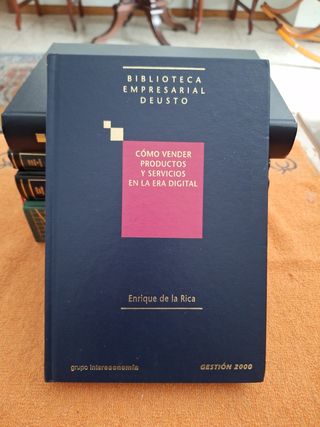 BIBLIOTECA
EMPRESARIAL
DEUSTO
CÓMO VENDER
PRODUCTOS
Y SERVICIOS
EN LA ERA DIGITAL
Enrique de la Rica
grupo intereconomía
GESTIÓN 2000